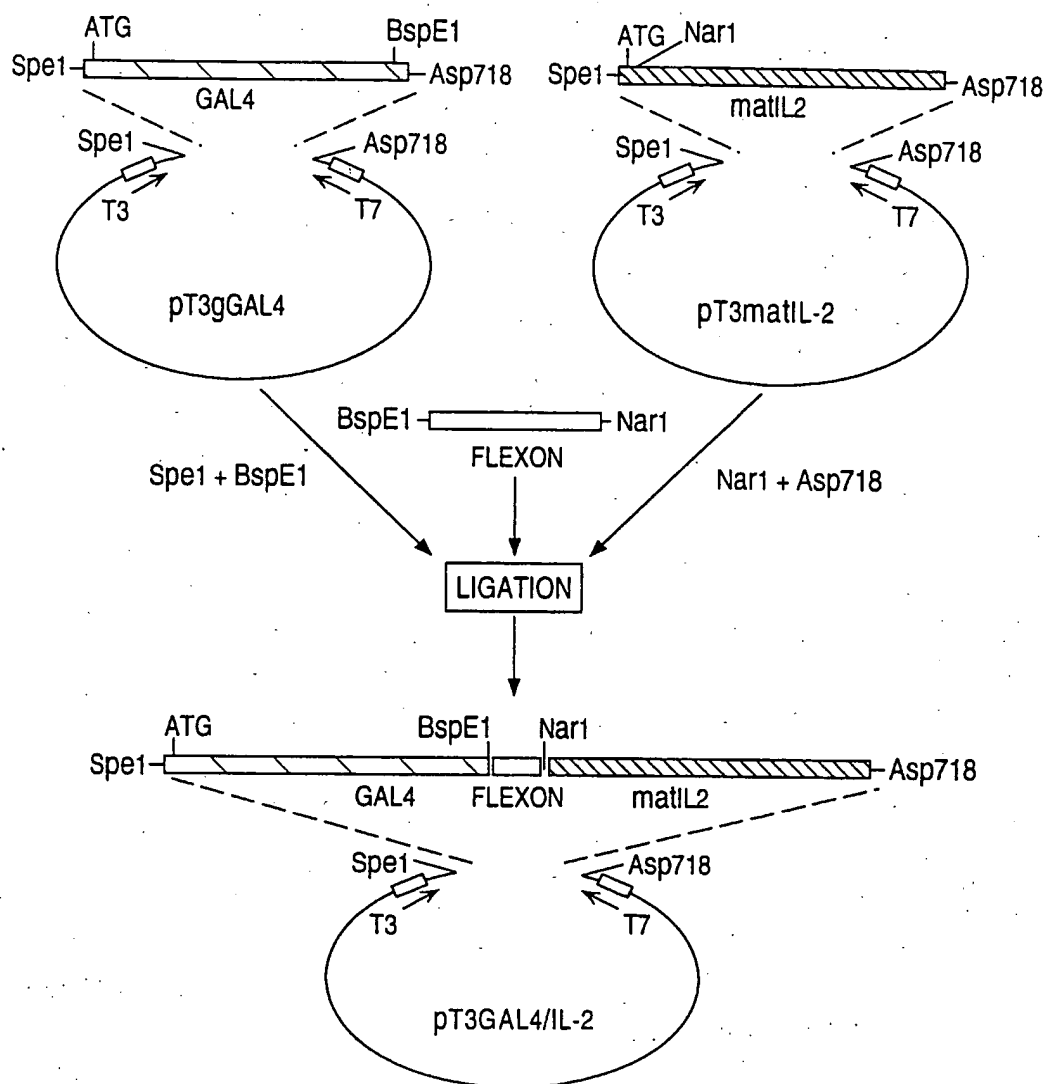 ATG
BspE1
Spe1
Asp718
GAL4
Spe1
Asp718
T3
T7
pT3gGAL4
ATG
Nar1
Spe1
Asp718
matIL2
Spe1
Asp718
T3
T7
pT3matIL-2
BspE1
Nar1
FLEXON
Spe1 + BspE1
Nar1 + Asp718
LIGATION
ATG
BspE1
Nar1
Spe1
Asp718
GAL4
FLEXON
matIL2
Spe1
Asp718
T3
T7
pT3GAL4/IL-2